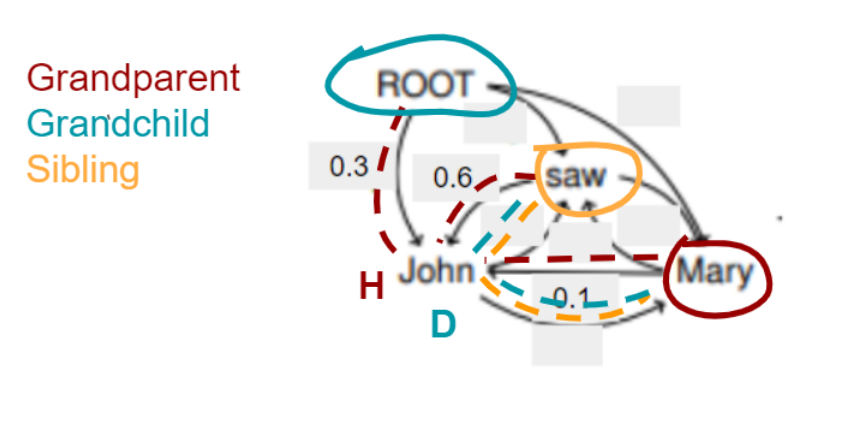 Grandparent
Grandchild
Sibling
ROOT
0.3
0.6
saw
H
John
Mary
0.1
D